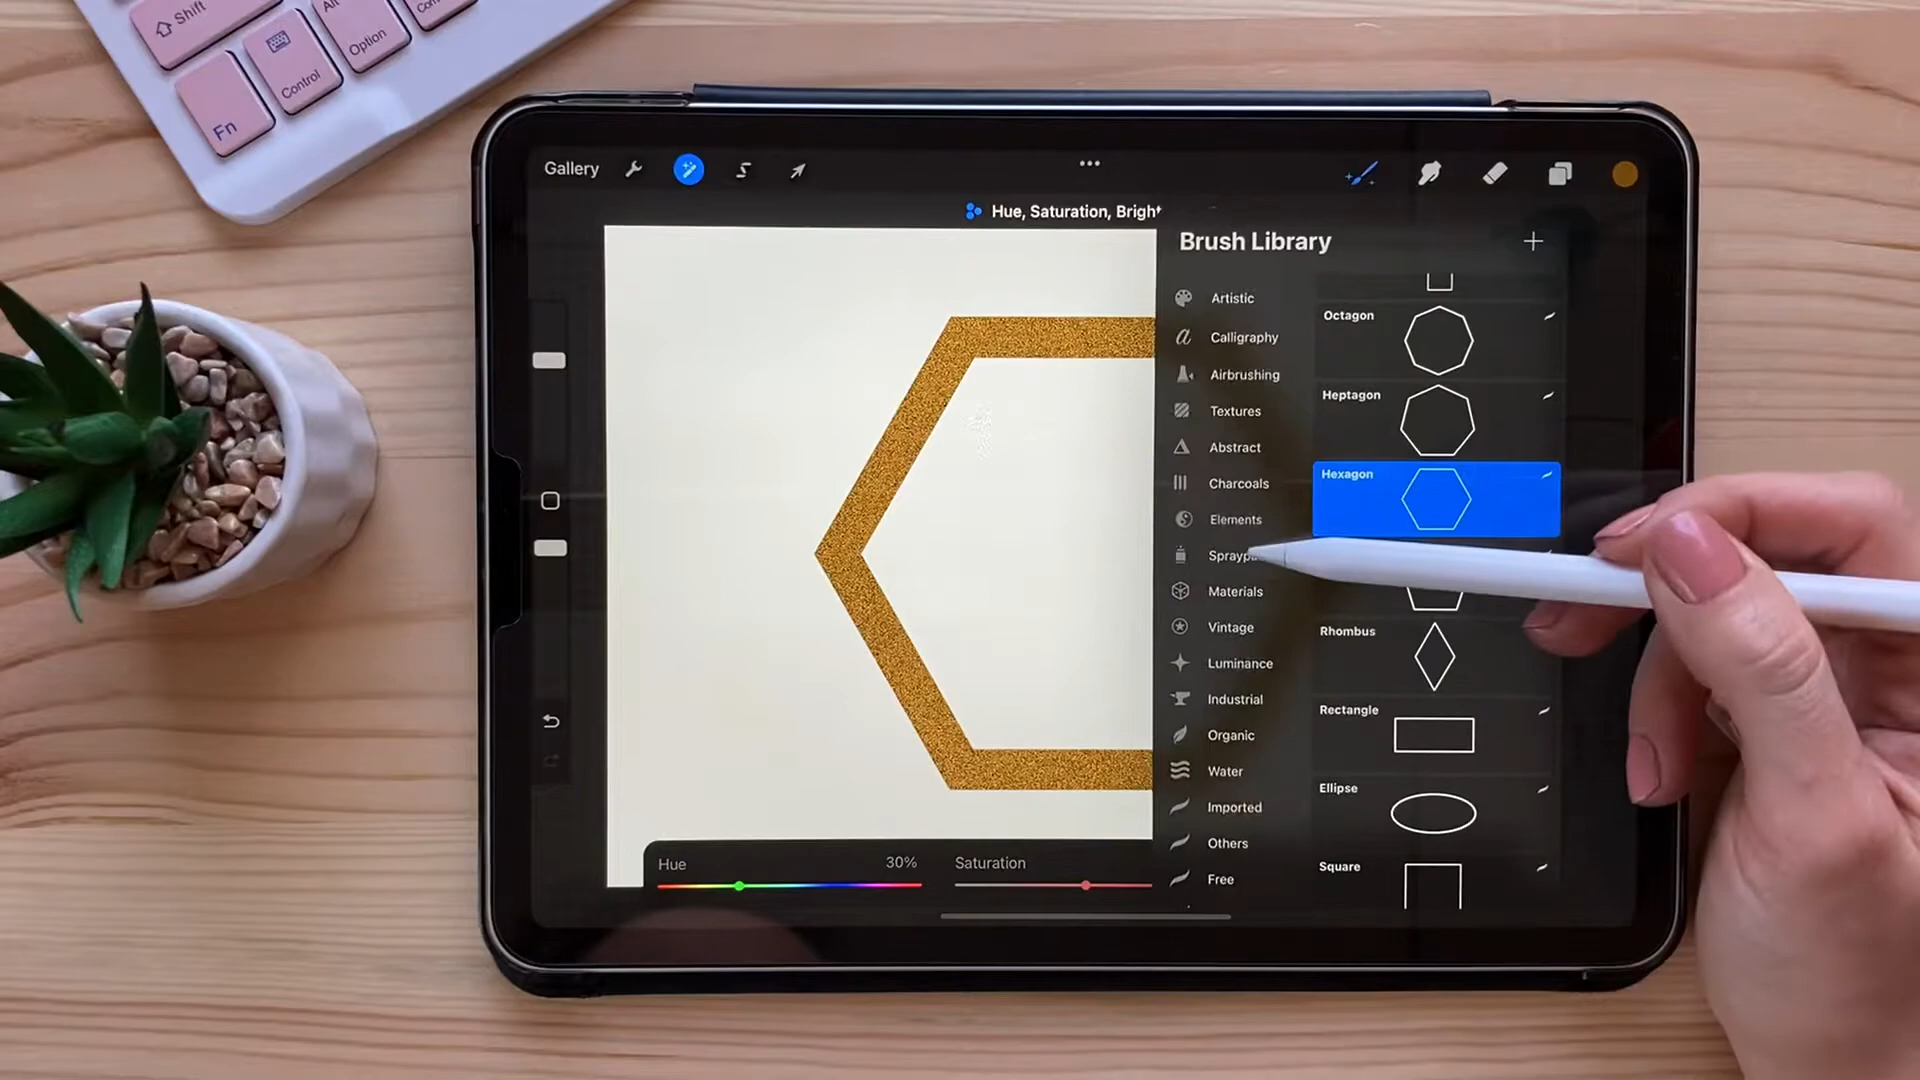 Shift
Alt
Option
Control
Fn
Gallery
Hue, Saturation, Bright
Brush Library
Artistic
Calligraphy
Airbrushing
Textures
Abstract
Charcoals
Elements
Materials
Vintage
Luminance
Industrial
Organic
Water
Imported
Others
Free
Octagon
Heptagon
Hexagon
Rhombus
Rectangle
Ellipse
Square
Hue 30%
Saturation